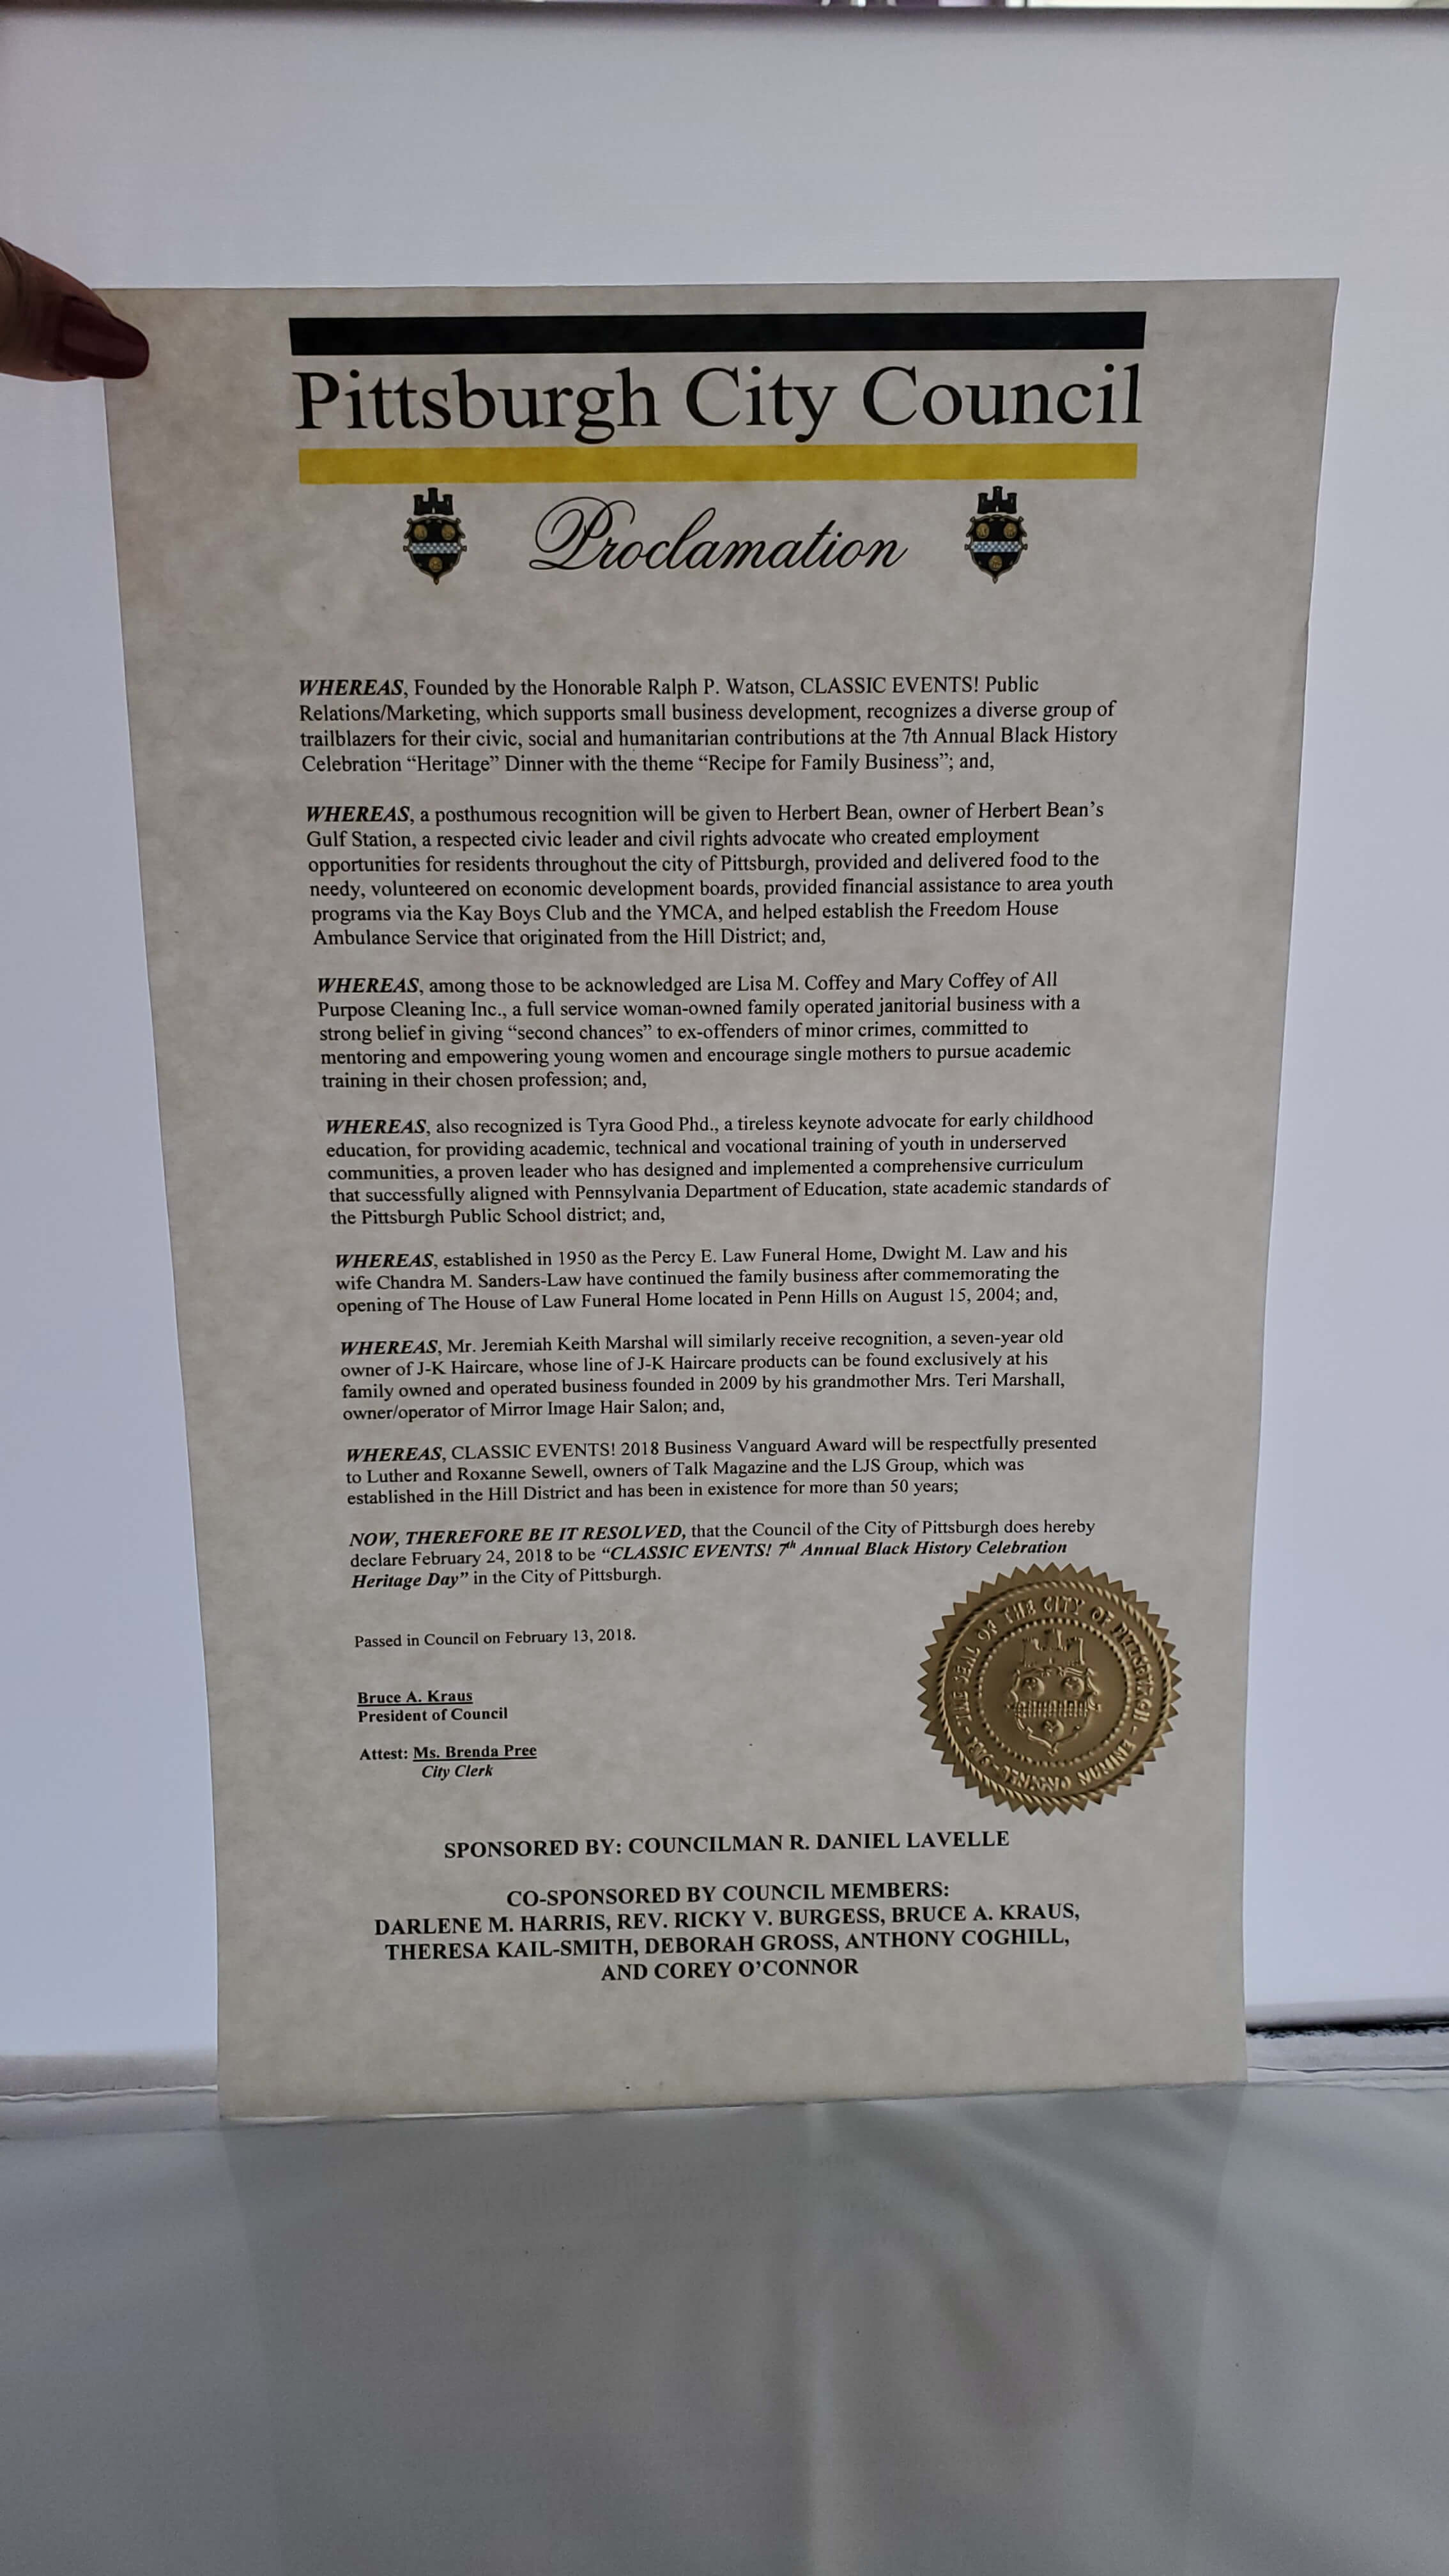 Pittsburgh City Council
Proclamation
WHEREAS, Founded by the Honorable Ralph P. Watson, CLASSIC EVENTS! Public
Relations/Marketing, which supports small business development, recognizes a diverse group of
trailblazers for their civic, social and humanitarian contributions at the 7th Annual Black History
Celebration “Heritage” Dinner with the theme “Recipe for Family Business”; and,
WHEREAS, a posthumous recognition will be given to Herbert Bean, owner of Herbert Bean’s
Gulf Station, a respected civic leader and civil rights advocate who created employment
opportunities for residents throughout the city of Pittsburgh, provided and delivered food to the
needy, volunteered on economic development boards, provided financial assistance to area youth
programs via the Kay Boys Club and the YMCA, and helped establish the Freedom House
Ambulance Service that originated from the Hill District; and,
WHEREAS, among those to be acknowledged are Lisa M. Coffey and Mary Coffey of All
Purpose Cleaning Inc., a full service woman-owned family operated janitorial business with a
strong belief in giving “second chances” to ex-offenders of minor crimes, committed to
mentoring and empowering young women and encourage single mothers to pursue academic
training in their chosen profession; and,
WHEREAS, also recognized is Tyra Good Phd., a tireless keynote advocate for early childhood
education, for providing academic, technical and vocational training of youth in underserved
communities, a proven leader who has designed and implemented a comprehensive curriculum
that successfully aligned with Pennsylvania Department of Education, state academic standards of
the Pittsburgh Public School district; and,
WHEREAS, established in 1950 as the Percy E. Law Funeral Home, Dwight M. Law and his
wife Chandra M. Sanders-Law have continued the family business after commemorating the
opening of The House of Law Funeral Home located in Penn Hills on August 15, 2004; and,
WHEREAS, Mr. Jeremiah Keith Marshal will similarly receive recognition, a seven-year old
owner of J-K Haircare, whose line of J-K Haircare products can be found exclusively at his
family owned and operated business founded in 2009 by his grandmother Mrs. Teri Marshall,
owner/operator of Mirror Image Hair Salon; and,
WHEREAS, CLASSIC EVENTS! 2018 Business Vanguard Award will be respectfully presented
to Luther and Roxanne Sewell, owners of Talk Magazine and the LJS Group, which was
established in the Hill District and has been in existence for more than 50 years;
NOW, THEREFORE BE IT RESOLVED, that the Council of the City of Pittsburgh does hereby
declare February 24, 2018 to be “CLASSIC EVENTS! 7th Annual Black History Celebration
Heritage Day” in the City of Pittsburgh.
Passed in Council on February 13, 2018.
Bruce A. Kraus
President of Council
Attest: Ms. Brenda Pree
City Clerk
THE SEAL OF THE CITY OF PITTSBURGH
SPONSORED BY: COUNCILMAN R. DANIEL LAVELLE
CO-SPONSORED BY COUNCIL MEMBERS:
DARLENE M. HARRIS, REV. RICKY V. BURGESS, BRUCE A. KRAUS,
THERESA KAIL-SMITH, DEBORAH GROSS, ANTHONY COGHILL,
AND COREY O’CONNOR